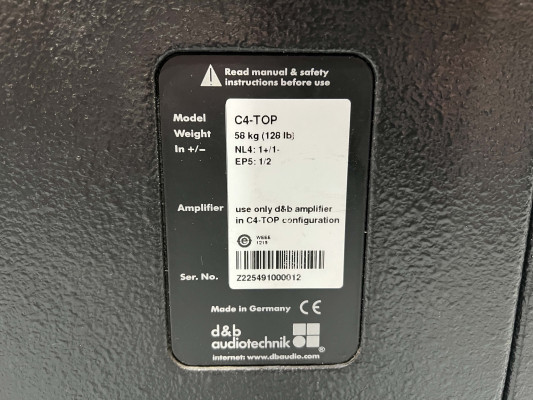 Read manual & safety
instructions before use
Model C4-TOP
Weight 58 kg (128 lb)
In +/– NL4: 1+/1-
EP5: 1/2
Amplifier use only d&b amplifier
in C4-TOP configuration
WEEE
Ser. No. Z225491000012
Made in Germany CE
d&b
audiotechnik ®
internet: www.dbaudio.com